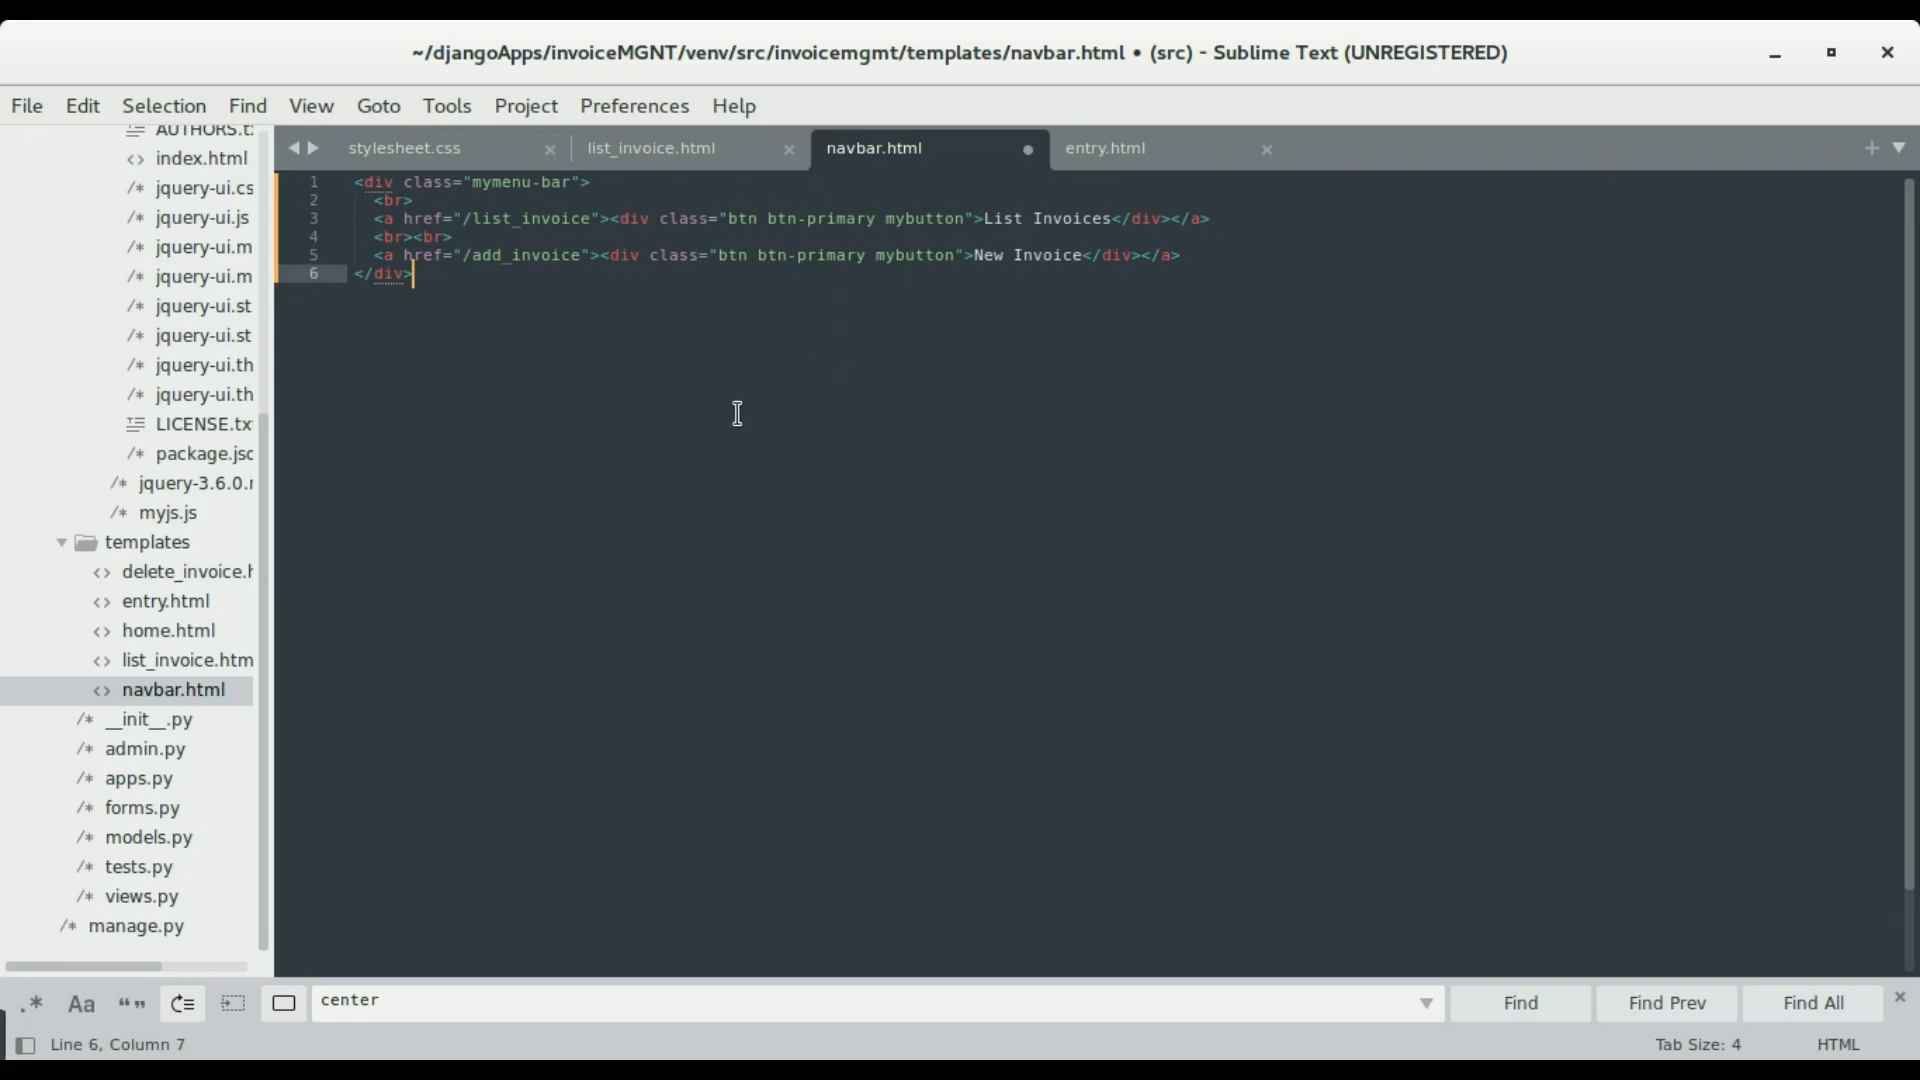 ~/djangoApps/invoiceMGNT/venv/src/invoicemgmt/templates/navbar.html • (src) - Sublime Text (UNREGISTERED)
File Edit Selection Find View Goto Tools Project Preferences Help
AUTHORS.t
index.html
jquery-ui.cs
jquery-ui.js
jquery-ui.m
jquery-ui.m
jquery-ui.st
jquery-ui.st
jquery-ui.th
jquery-ui.th
LICENSE.tx
package.jsc
jquery-3.6.0.r
myjs.js
templates
delete_invoice.h
entry.html
home.html
list_invoice.htm
navbar.html
__init__.py
admin.py
apps.py
forms.py
models.py
tests.py
views.py
manage.py
stylesheet.css list_invoice.html navbar.html entry.html
1 <div class="mymenu-bar">
2 <br>
3 <a href="/list_invoice"><div class="btn btn-primary mybutton">List Invoices</div></a>
4 <br><br>
5 <a href="/add_invoice"><div class="btn btn-primary mybutton">New Invoice</div></a>
6 </div>
.* Aa “” center Find Find Prev Find All
Line 6, Column 7 Tab Size: 4 HTML